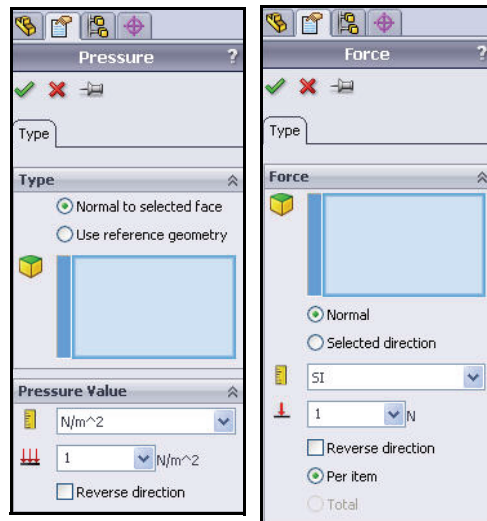 Pressure ?
Type
Type
Normal to selected face
Use reference geometry
Pressure Value
N/m^2
1 N/m^2
Reverse direction
Force ?
Type
Force
Normal
Selected direction
SI
1 N
Reverse direction
Per item
Total